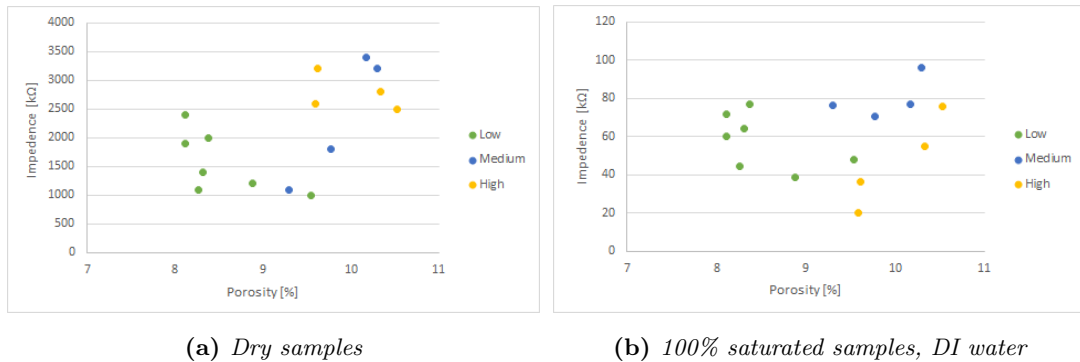 4000
3500
3000
2500
2000
1500
1000
500
0
Impedence [kΩ]
7 8 9 10 11
Porosity [%]
Low
Medium
High
120
100
80
60
40
20
0
Impedence [kΩ]
7 8 9 10 11
Porosity [%]
Low
Medium
High
(a) Dry samples
(b) 100% saturated samples, DI water